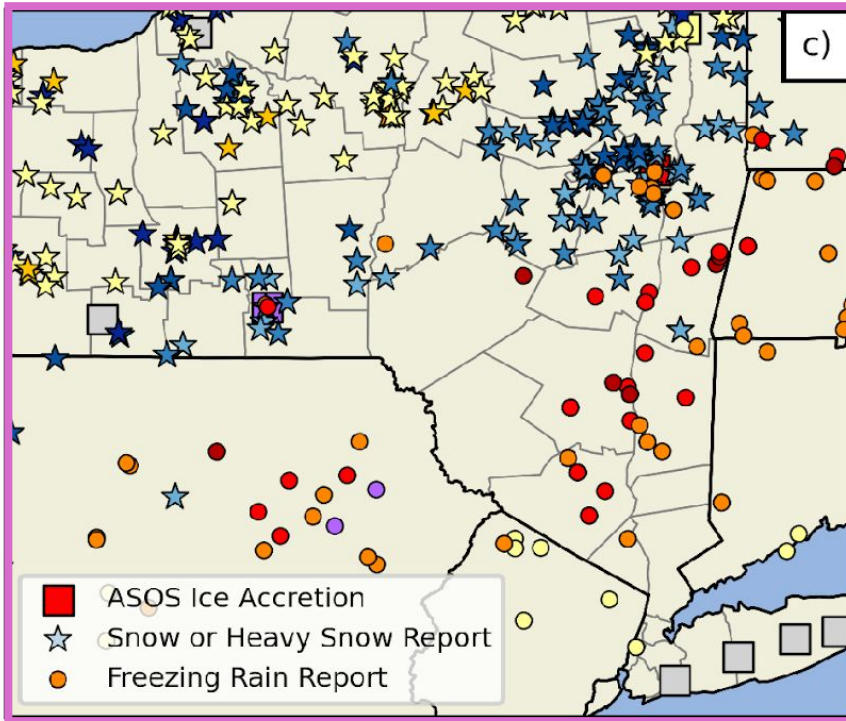 c)
ASOS Ice Accretion
Snow or Heavy Snow Report
Freezing Rain Report